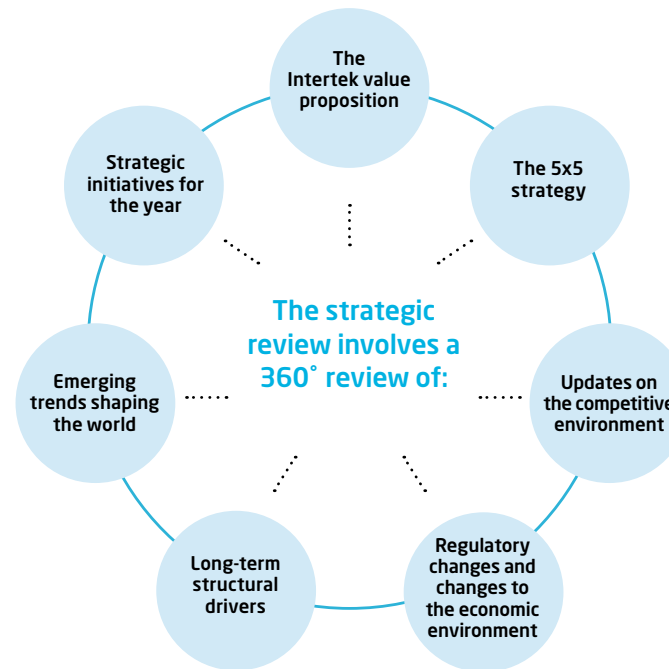 The
Intertek value
proposition
Strategic
initiatives for
the year
The 5x5
strategy
The strategic
review involves a
360° review of:
Emerging
trends shaping
the world
Updates on
the competitive
environment
Long-term
structural
drivers
Regulatory
changes and
changes to
the economic
environment